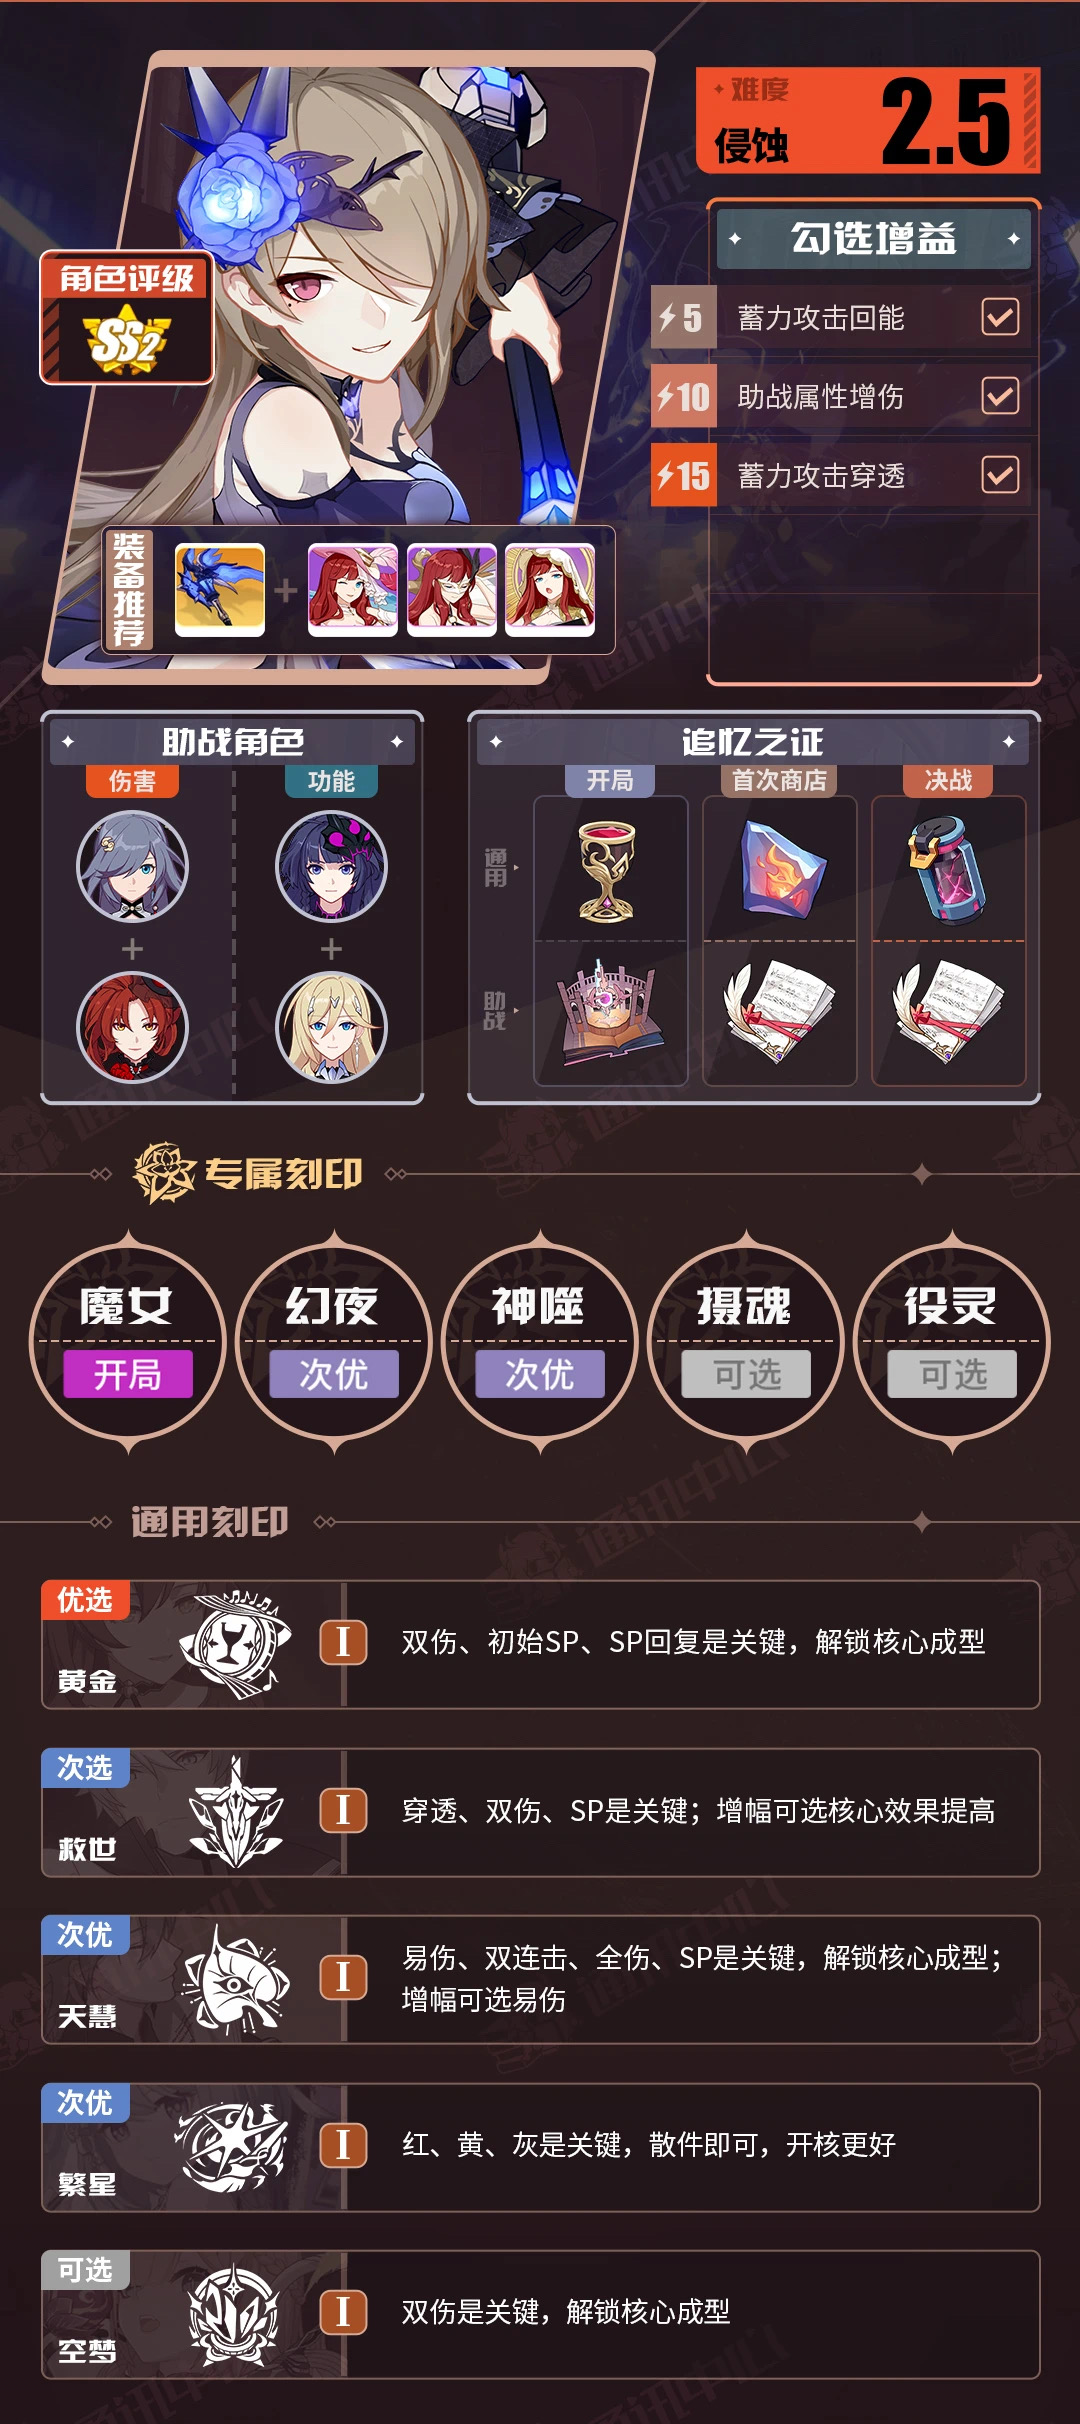 难度
侵蚀
2.5
勾选增益
5 蓄力攻击回能
10 助战属性增伤
15 蓄力攻击穿透
角色评级
SS2
装备推荐
+
助战角色
伤害 功能
+ +
追忆之证
开局 首次商店 决战
通用
助战
专属刻印
魔女 幻夜 神噬 摄魂 役灵
开局 次优 次优 可选 可选
通用刻印
优选
黄金
I
双伤、初始SP、SP回复是关键，解锁核心成型
次选
救世
I
穿透、双伤、SP是关键；增幅可选核心效果提高
次优
天慧
I
易伤、双连击、全伤、SP是关键，解锁核心成型；
增幅可选易伤
次优
繁星
I
红、黄、灰是关键，散件即可，开核更好
可选
空梦
I
双伤是关键，解锁核心成型
通讯中心